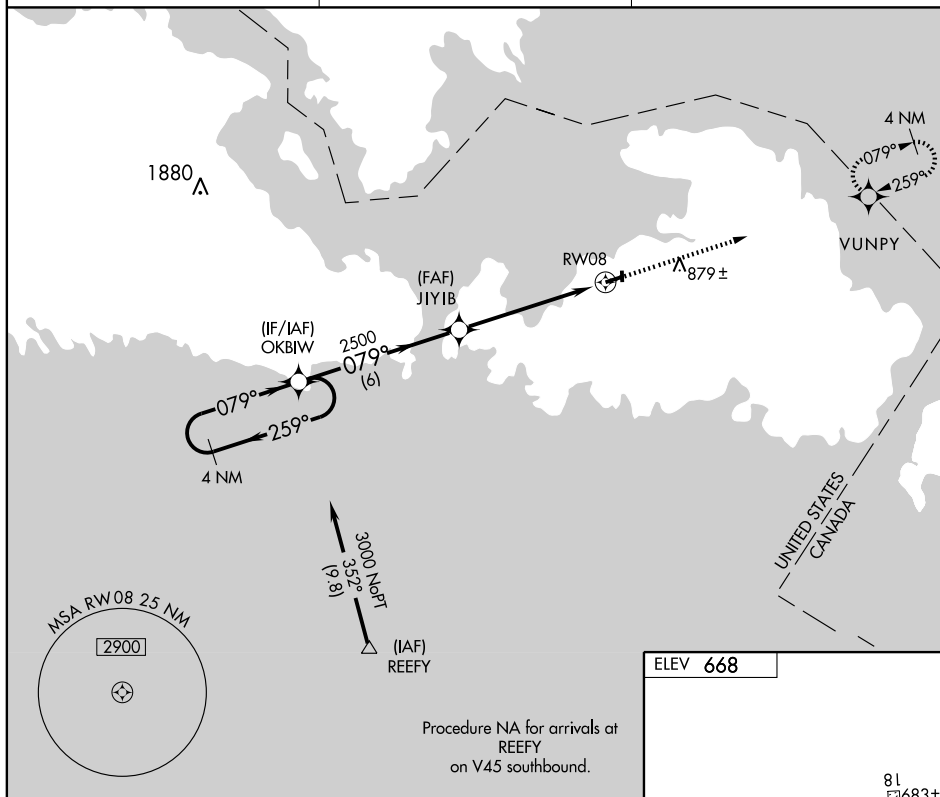 4 NM
079°
259°
VUNPY
1880
RW08
879 ±
(FAF)
JIYIB
(IF/IAF)
OKBIW
2500
079°
(6)
079°
259°
4 NM
UNITED STATES
CANADA
3000 NoPT
352°
(9.8)
MSA RW08 25 NM
2900
(IAF)
REEFY
ELEV 668
Procedure NA for arrivals at
REEFY
on V45 southbound.
81
683±